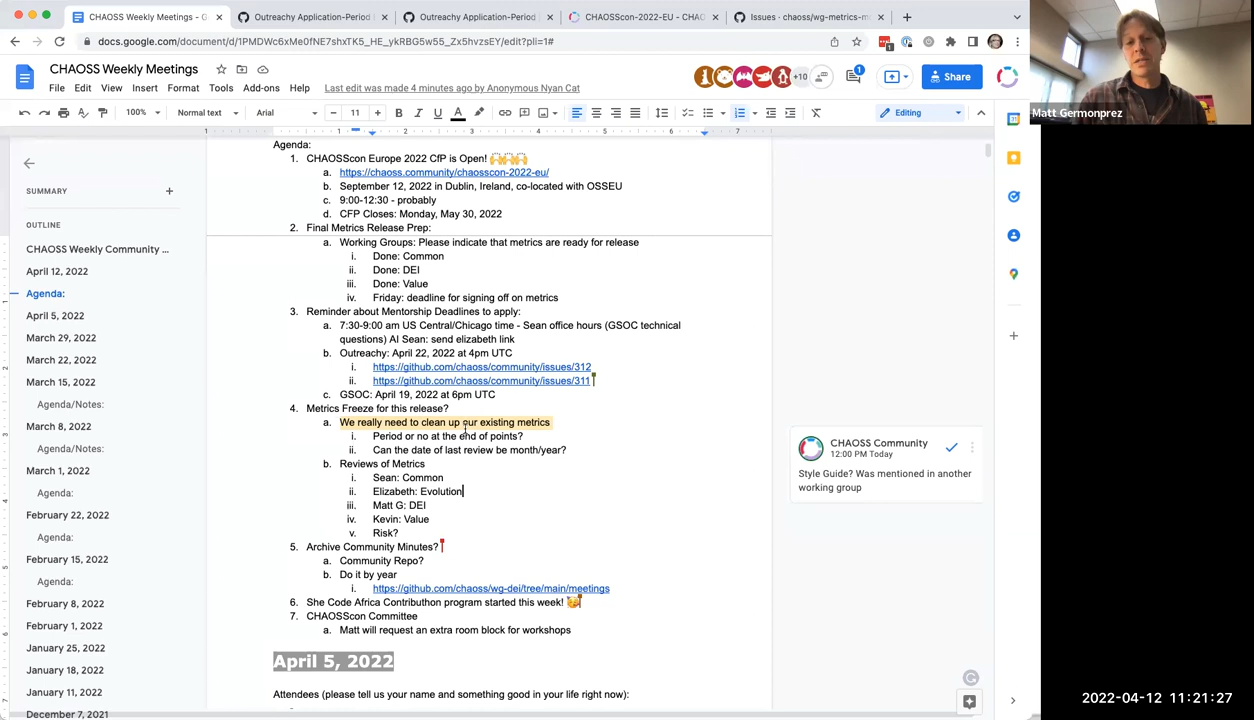 CHAOSS Weekly Meetings - G
Outreachy Application-Period
Outreachy Application-Period
CHAOSScon-2022-EU - CHAO
Issues · chaoss/wg-metrics-m
docs.google.com/document/d/1PMDWc6xMe0fNE7shxTK5_HE_ykRBG5w55_Zx5hvzsEY/edit?pli=1#
CHAOSS Weekly Meetings
File Edit View Insert Format Tools Add-ons Help Last edit was made 4 minutes ago by Anonymous Nyan Cat
+10
1
Share
100% Normal text Arial 11 Editing
1 1 2 3 4 5 6 7
SUMMARY
OUTLINE
CHAOSS Weekly Community ...
April 12, 2022
Agenda:
April 5, 2022
March 29, 2022
March 22, 2022
March 15, 2022
Agenda/Notes:
March 8, 2022
Agenda/Notes:
March 1, 2022
Agenda:
February 22, 2022
Agenda:
February 15, 2022
Agenda:
February 8, 2022
February 1, 2022
January 25, 2022
January 18, 2022
January 11, 2022
December 7, 2021
Agenda:
1. CHAOSScon Europe 2022 CfP is Open! 🙌🙌🙌
a. https://chaoss.community/chaosscon-2022-eu/
b. September 12, 2022 in Dublin, Ireland, co-located with OSSEU
c. 9:00-12:30 - probably
d. CFP Closes: Monday, May 30, 2022
2. Final Metrics Release Prep:
a. Working Groups: Please indicate that metrics are ready for release
i. Done: Common
ii. Done: DEI
iii. Done: Value
iv. Friday: deadline for signing off on metrics
3. Reminder about Mentorship Deadlines to apply:
a. 7:30-9:00 am US Central/Chicago time - Sean office hours (GSOC technical
questions) AI Sean: send elizabeth link
b. Outreachy: April 22, 2022 at 4pm UTC
i. https://github.com/chaoss/community/issues/312
ii. https://github.com/chaoss/community/issues/311
c. GSOC: April 19, 2022 at 6pm UTC
4. Metrics Freeze for this release?
a. We really need to clean up our existing metrics
i. Period or no at the end of points?
ii. Can the date of last review be month/year?
b. Reviews of Metrics
i. Sean: Common
ii. Elizabeth: Evolution
iii. Matt G: DEI
iv. Kevin: Value
v. Risk?
5. Archive Community Minutes?
a. Community Repo?
b. Do it by year
i. https://github.com/chaoss/wg-dei/tree/main/meetings
6. She Code Africa Contributhon program started this week! 🥳
7. CHAOSScon Committee
a. Matt will request an extra room block for workshops
April 5, 2022
Attendees (please tell us your name and something good in your life right now):
CHAOSS Community
12:00 PM Today
Style Guide? Was mentioned in another
working group
Matt Germonprez
2022-04-12 11:21:27